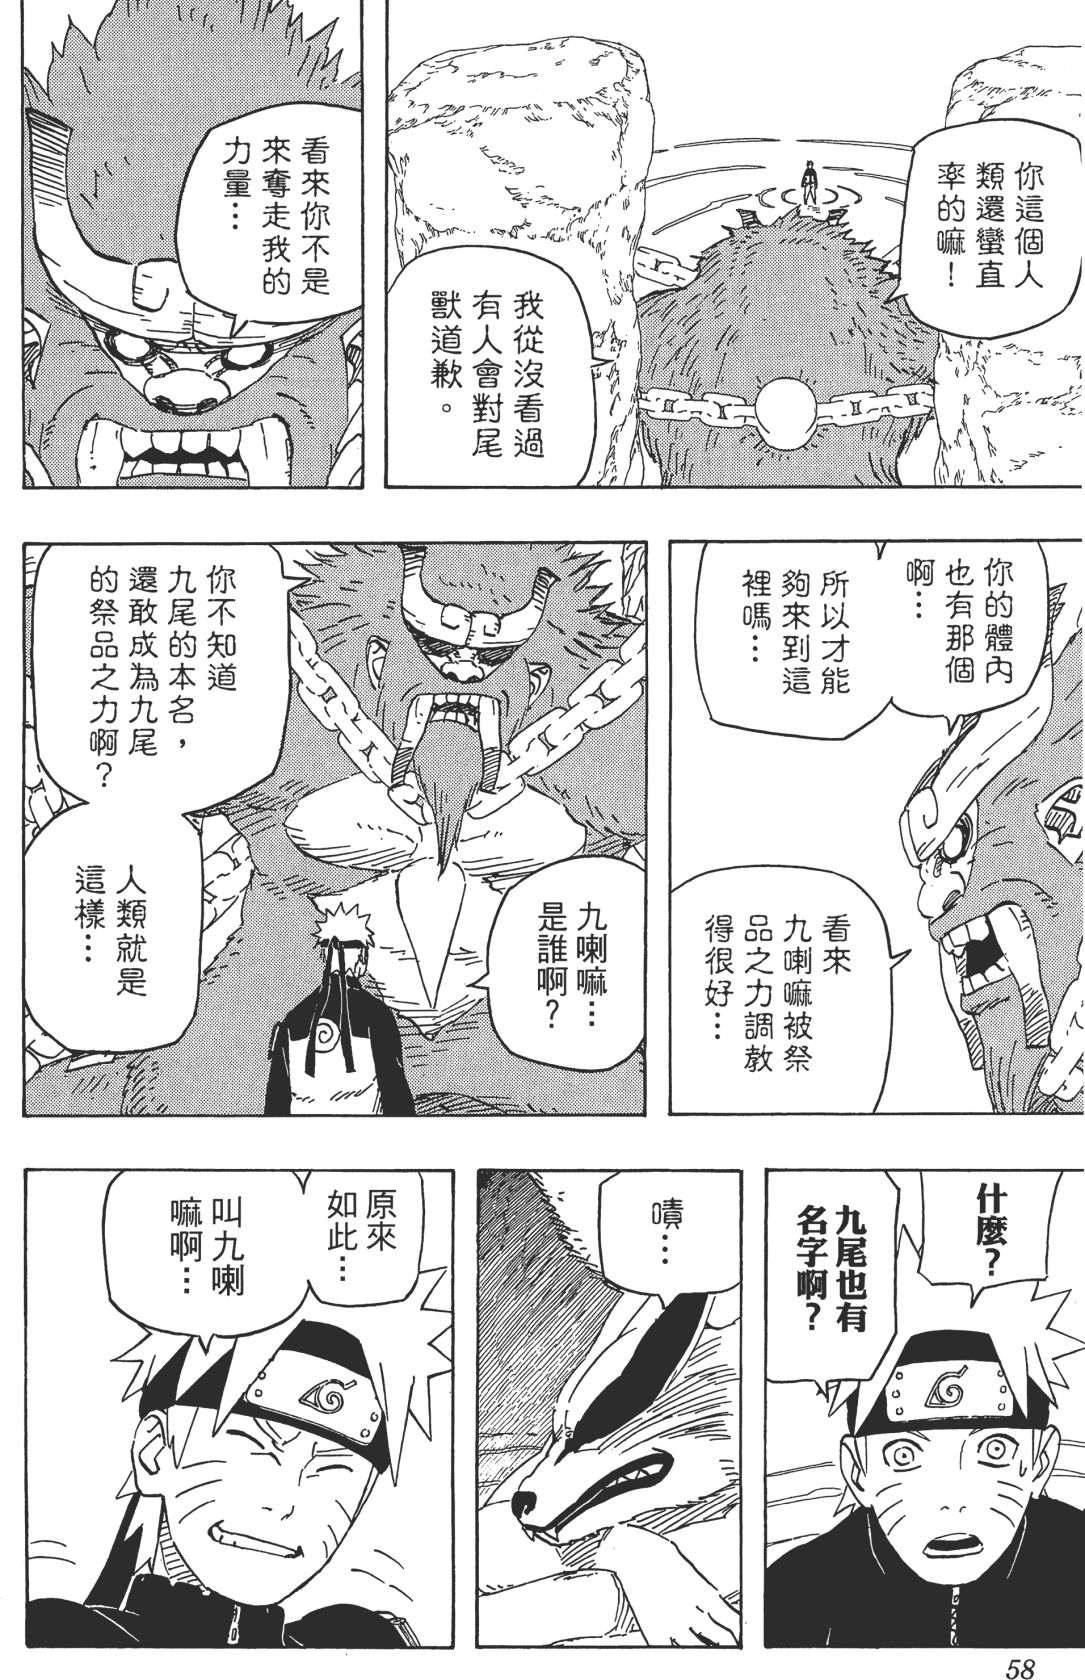 你這個人
類還蠻直
率的嘛！
我從沒看過
有人會對尾
獸道歉。
看來你不是
來奪走我的
力量…
你的體內
也有那個
啊…
所以才能
夠來到這
裡嗎…
看來
九喇嘛被祭
品之力調教
得很好…
九喇嘛…
是誰啊？
你不知道
九尾的本名，
還敢成為九尾
的祭品之力啊？
人類就是
這樣…
什麼？
九尾也有
名字啊？
嘖…
原來
如此…
叫九喇
嘛啊…
58